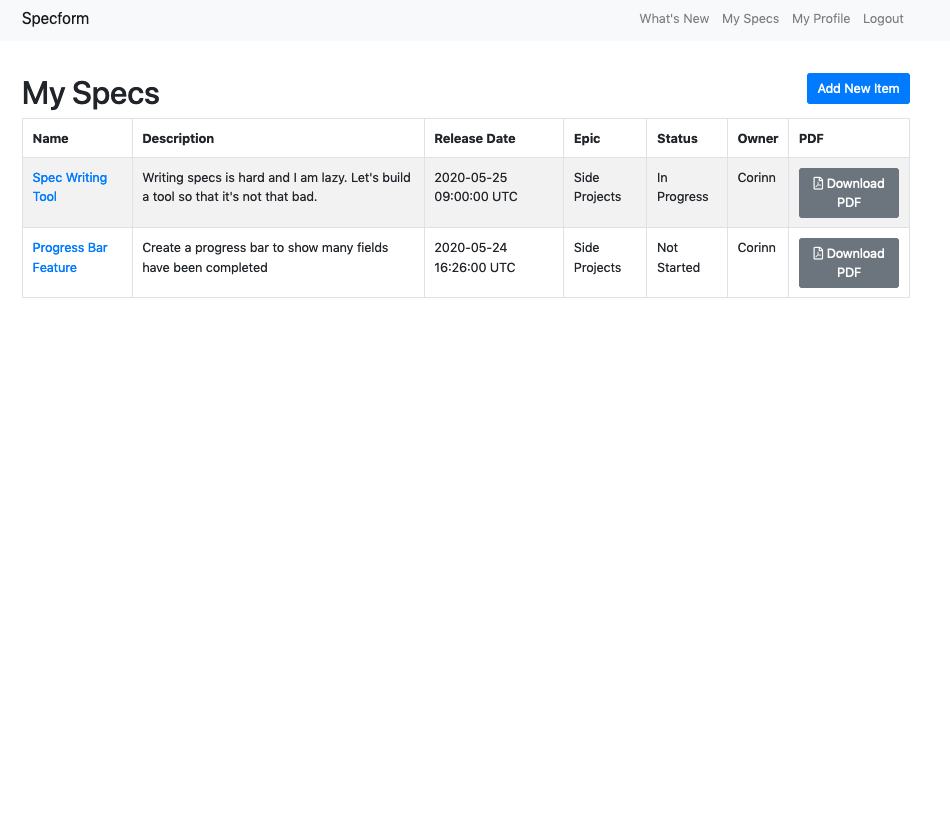 Specform
What's New My Specs My Profile Logout
My Specs
Add New Item
Name Description Release Date Epic Status Owner PDF
Spec Writing Tool
Writing specs is hard and I am lazy. Let's build
a tool so that it's not that bad.
2020-05-25
09:00:00 UTC
Side
Projects
In
Progress
Corinn
Download
PDF
Progress Bar
Feature
Create a progress bar to show many fields
have been completed
2020-05-24
16:26:00 UTC
Side
Projects
Not
Started
Corinn
Download
PDF